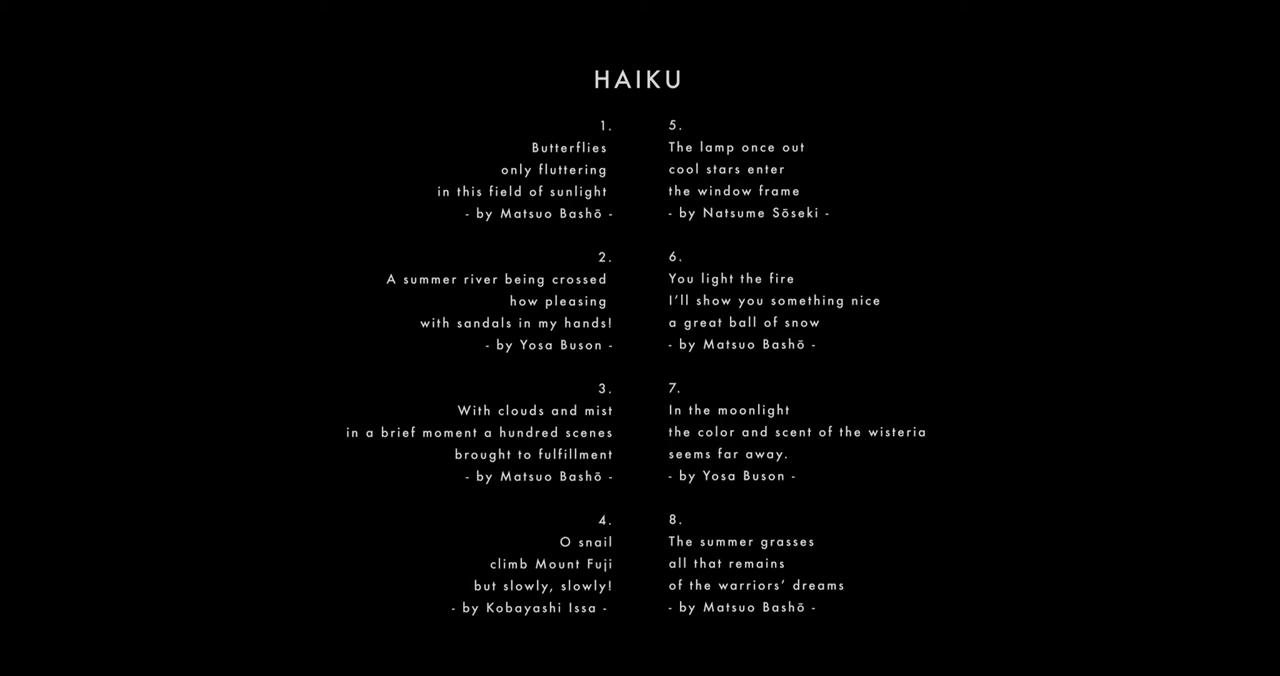 HAIKU
1.
Butterflies
only fluttering
in this field of sunlight
- by Matsuo Bashō -
2.
A summer river being crossed
how pleasing
with sandals in my hands!
- by Yosa Buson -
3.
With clouds and mist
in a brief moment a hundred scenes
brought to fulfillment
- by Matsuo Bashō -
4.
O snail
climb Mount Fuji
but slowly, slowly!
- by Kobayashi Issa -
5.
The lamp once out
cool stars enter
the window frame
- by Natsume Sōseki -
6.
You light the fire
I’ll show you something nice
a great ball of snow
- by Matsuo Bashō -
7.
In the moonlight
the color and scent of the wisteria
seems far away.
- by Yosa Buson -
8.
The summer grasses
all that remains
of the warriors’ dreams
- by Matsuo Bashō -